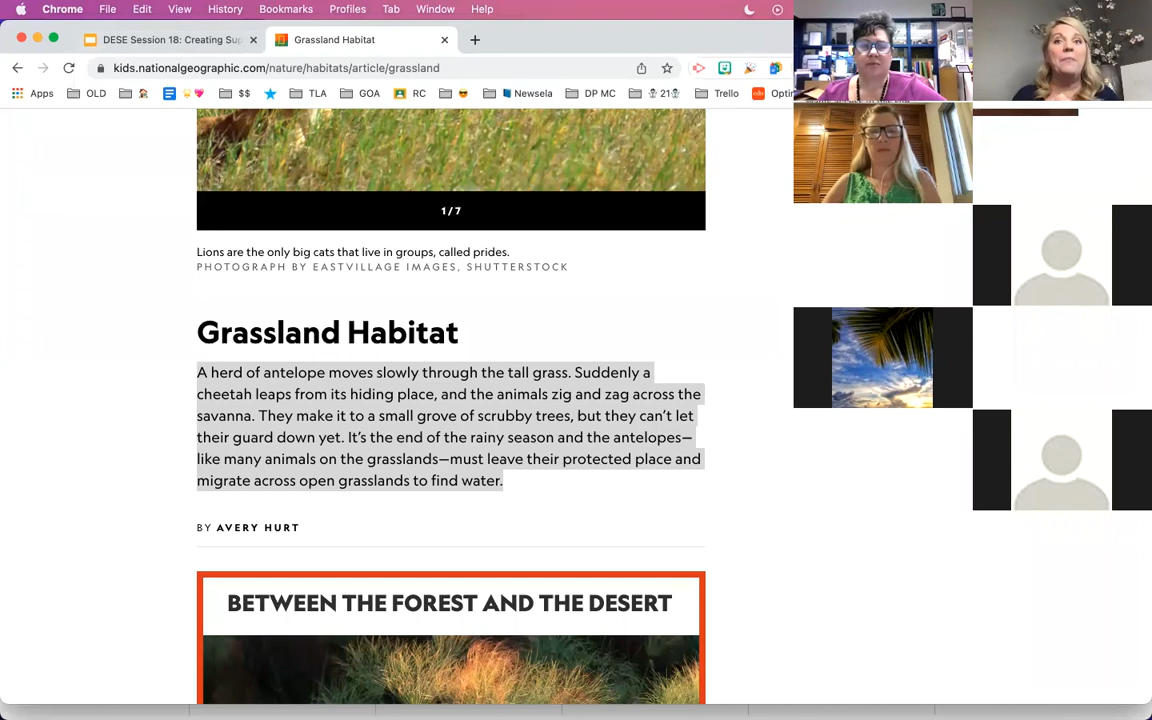 Chrome File Edit View History Bookmarks Profiles Tab Window Help
DESE Session 18: Creating Sup
Grassland Habitat
kids.nationalgeographic.com/nature/habitats/article/grassland
Apps OLD $$ TLA GOA RC Newsela DP MC 21 Trello Optin
1/7
Lions are the only big cats that live in groups, called prides.
PHOTOGRAPH BY EASTVILLAGE IMAGES, SHUTTERSTOCK
Grassland Habitat
A herd of antelope moves slowly through the tall grass. Suddenly a
cheetah leaps from its hiding place, and the animals zig and zag across the
savanna. They make it to a small grove of scrubby trees, but they can’t let
their guard down yet. It’s the end of the rainy season and the antelopes—
like many animals on the grasslands—must leave their protected place and
migrate across open grasslands to find water.
BY AVERY HURT
BETWEEN THE FOREST AND THE DESERT